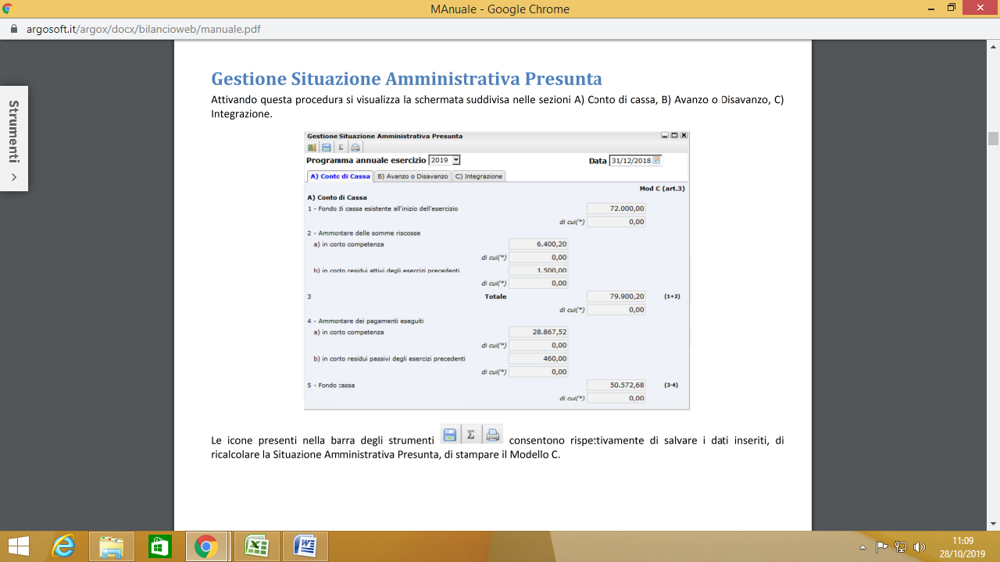 MAnuale - Google Chrome
argosoft.it/argox/docx/bilancioweb/manuale.pdf
Strumenti
Gestione Situazione Amministrativa Presunta
Attivando questa procedura si visualizza la schermata suddivisa nelle sezioni A) Conto di cassa, B) Avanzo o Disavanzo, C)
Integrazione.
Gestione Situazione Amministrativa Presunta
Programma annuale esercizio 2019 Data 31/12/2018
A) Conto di Cassa B) Avanzo o Disavanzo C) Integrazione
Mod C (art.3)
A) Conto di Cassa
1 - Fondo di cassa esistente all'inizio dell'esercizio 72.000,00
di cui(*) 0,00
2 - Ammontare delle somme riscosse
a) in corto competenza 6.400,20
di cui(*) 0,00
b) in corto residui attivi degli esercizi precedenti 1.500,00
di cui(*) 0,00
3 Totale 79.900,20 (1+2)
di cui(*) 0,00
4 - Ammontare dei pagamenti eseguiti
a) in corto competenza 28.867,52
di cui(*) 0,00
b) in corto residui passivi degli esercizi precedenti 460,00
di cui(*) 0,00
5 - Fondo cassa 50.572,68 (3-4)
di cui(*) 0,00
Le icone presenti nella barra degli strumenti Σ consentono rispettivamente di salvare i dati inseriti, di
ricalcolare la Situazione Amministrativa Presunta, di stampare il Modello C.
11:09
28/10/2019